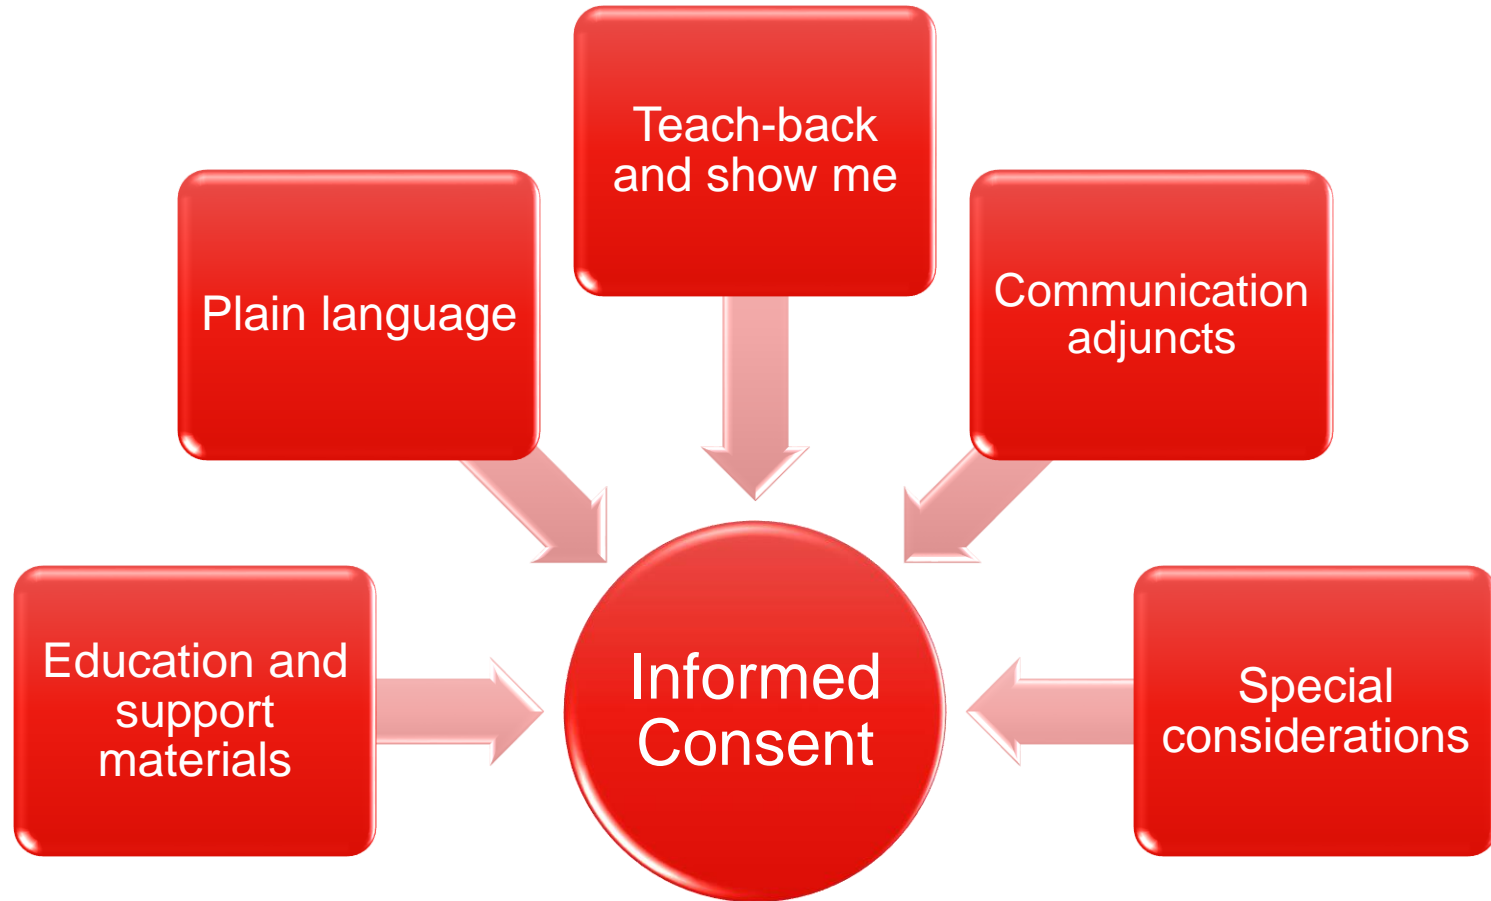 Teach-back
and show me
Plain language
Communication
adjuncts
Education and
support
materials
Informed
Consent
Special
considerations